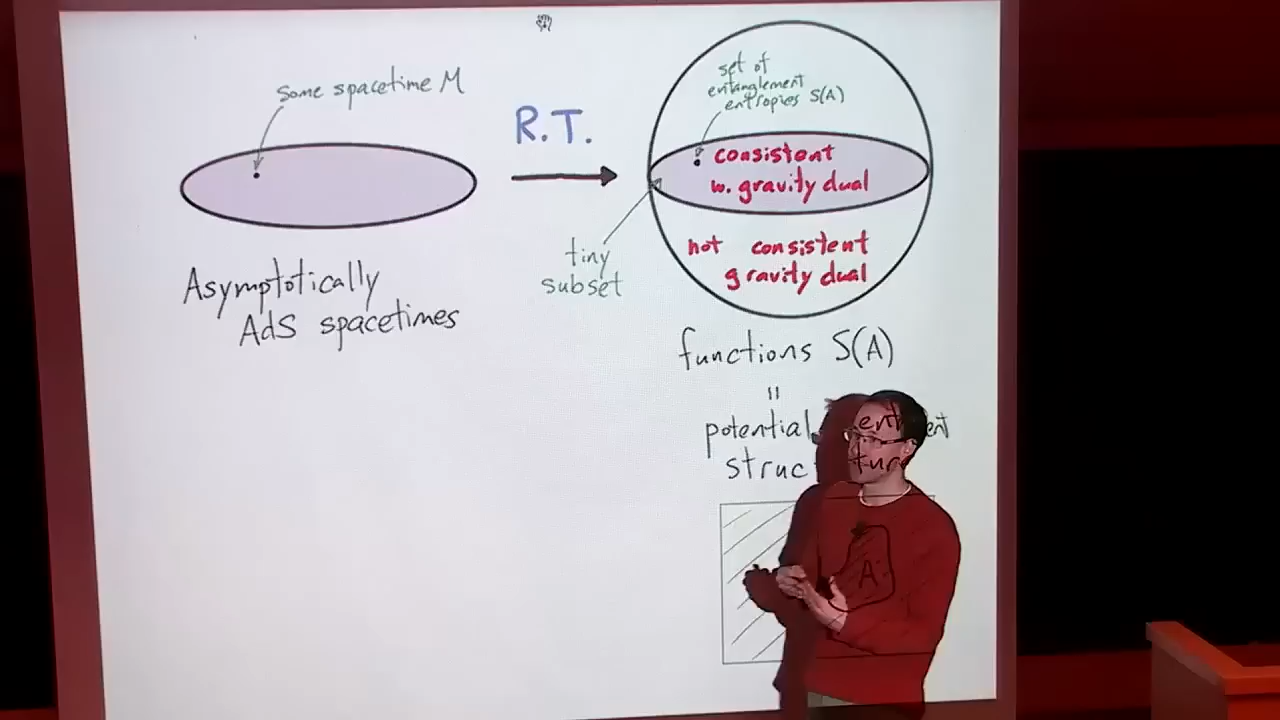 some spacetime M
Asymptotically
AdS spacetimes
R.T.
set of
entanglement
entropies S(A)
consistent
w. gravity dual
not consistent
gravity dual
tiny
subset
functions S(A)
=
potential
struc
A